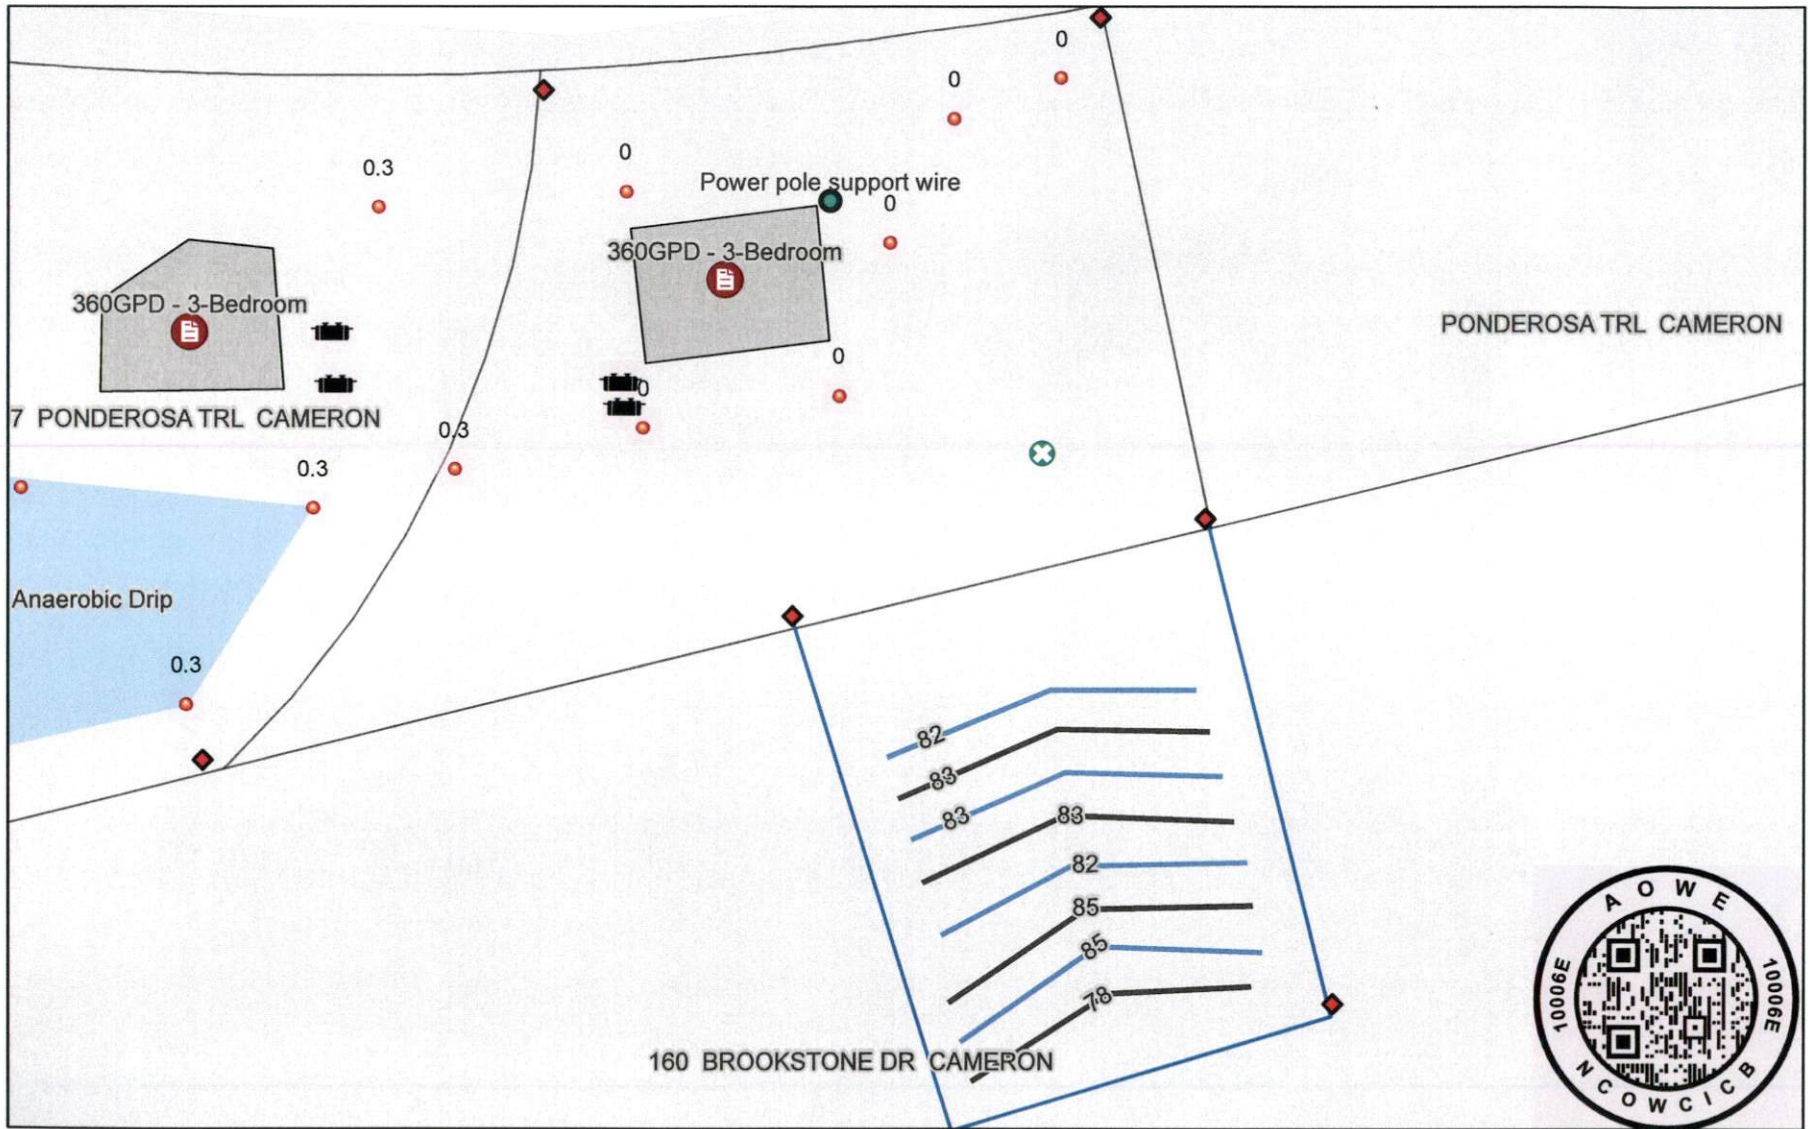 0
0
0.3
0
Power pole support wire
0
360GPD - 3-Bedroom
360GPD - 3-Bedroom
PONDEROSA TRL CAMERON
0
0
7 PONDEROSA TRL CAMERON
0.3
0.3
Anaerobic Drip
0.3
82
83
83
83
82
85
85
78
160 BROOKSTONE DR CAMERON
AOWE
10006E
10006E
NCOWCICB